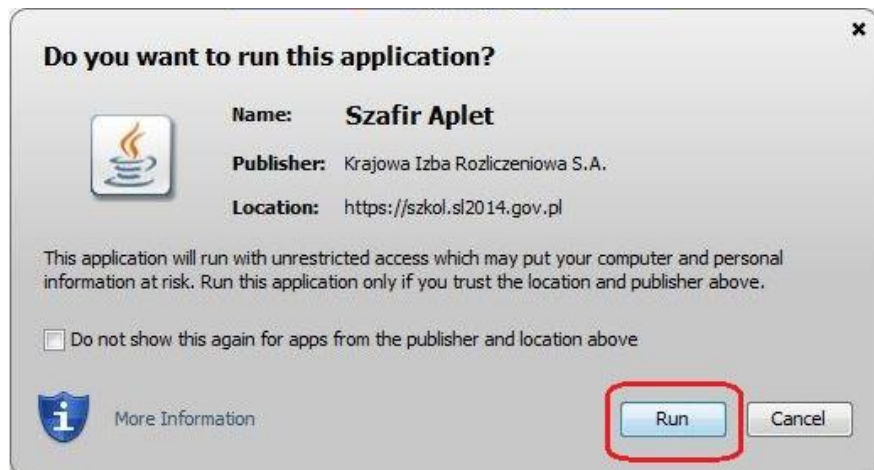 Do you want to run this application?
Name: Szafir Aplet
Publisher: Krajowa Izba Rozliczeniowa S.A.
Location: https://szkol.sl2014.gov.pl
This application will run with unrestricted access which may put your computer and personal
information at risk. Run this application only if you trust the location and publisher above.
Do not show this again for apps from the publisher and location above
More Information Run Cancel